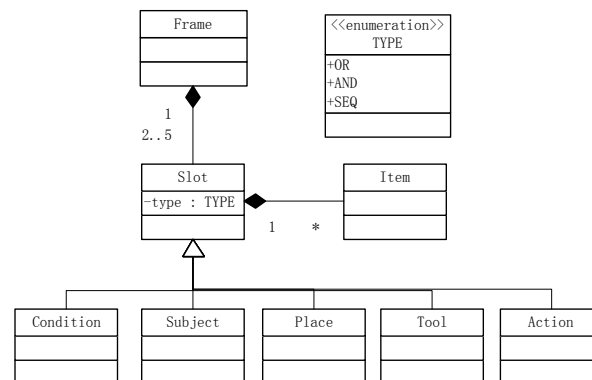 Frame
<<enumeration>>
TYPE
+OR
+AND
+SEQ
1
2..5
Slot
-type : TYPE
Item
1 *
Condition Subject Place Tool Action